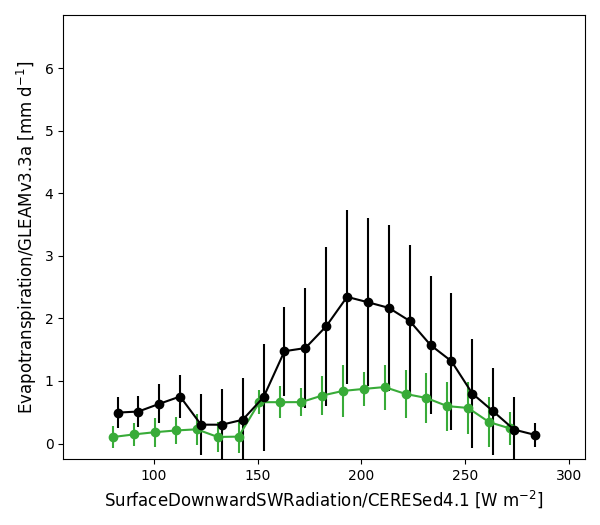 Evapotranspiration/GLEAMv3.3a [mm d⁻¹]
6
5
4
3
2
1
0
100 150 200 250 300
SurfaceDownwardSWRadiation/CERESed4.1 [W m⁻²]